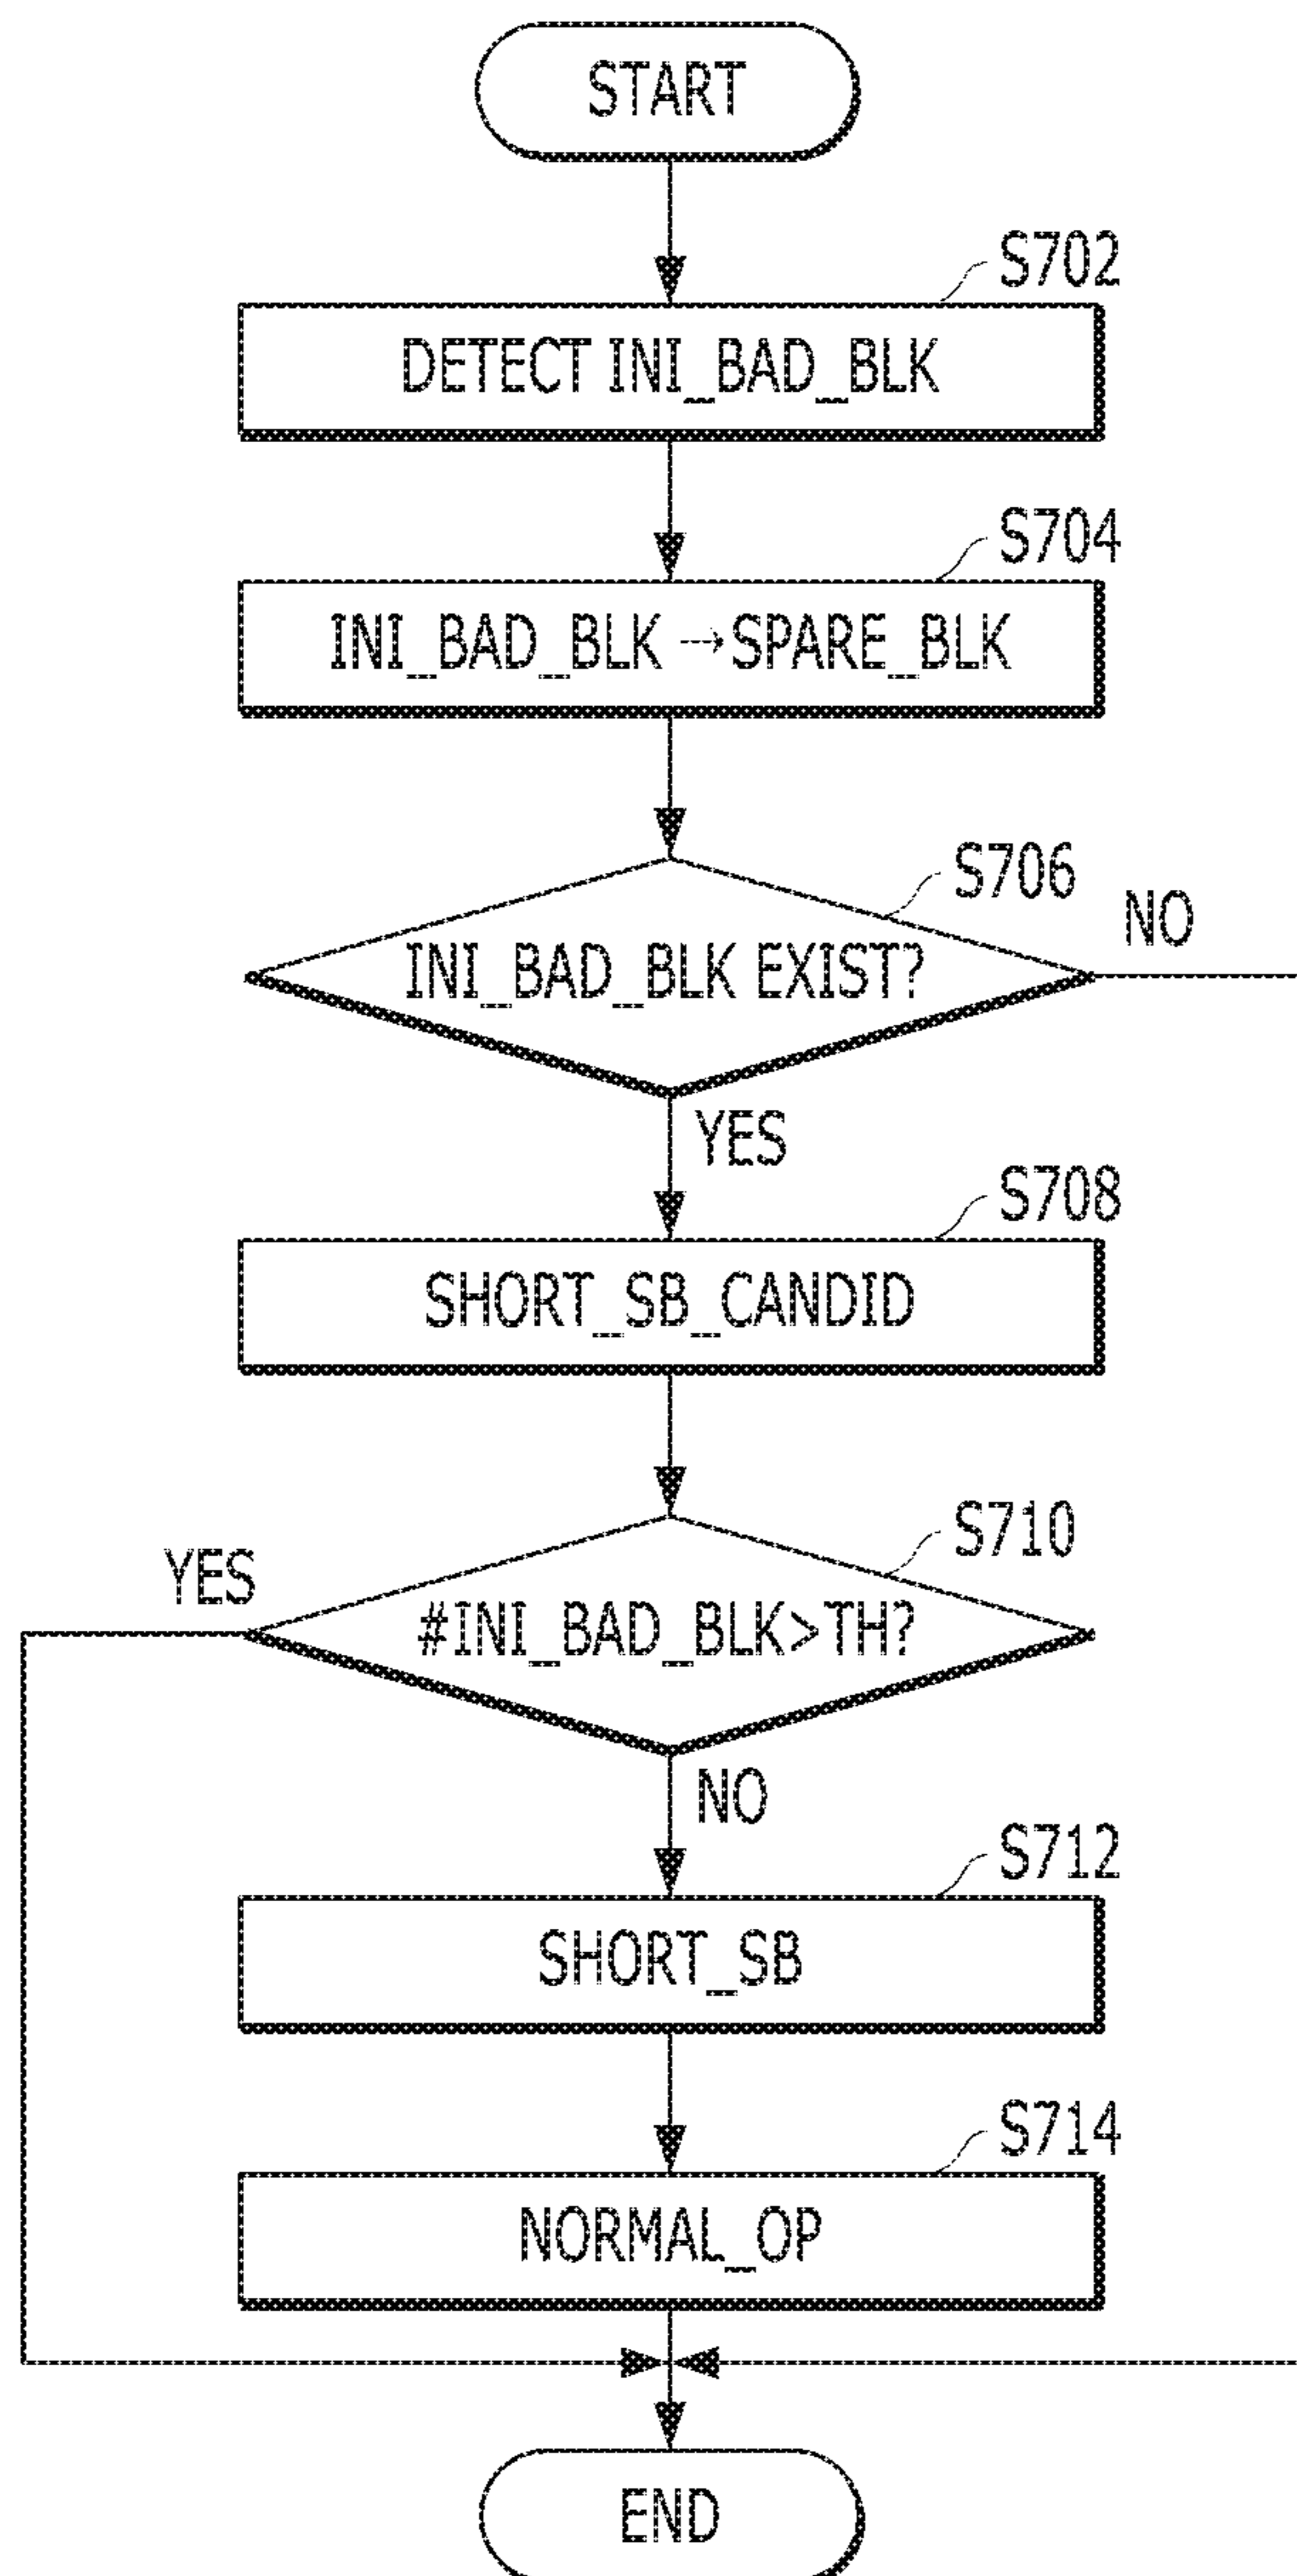 START
S702
DETECT INI_BAD_BLK
S704
INI_BAD_BLK→SPARE_BLK
S706
NO
INI_BAD_BLK EXIST?
YES
S708
SHORT_SB_CANDID
S710
YES
#INI_BAD_BLK>TH?
NO
S712
SHORT_SB
S714
NORMAL_OP
END